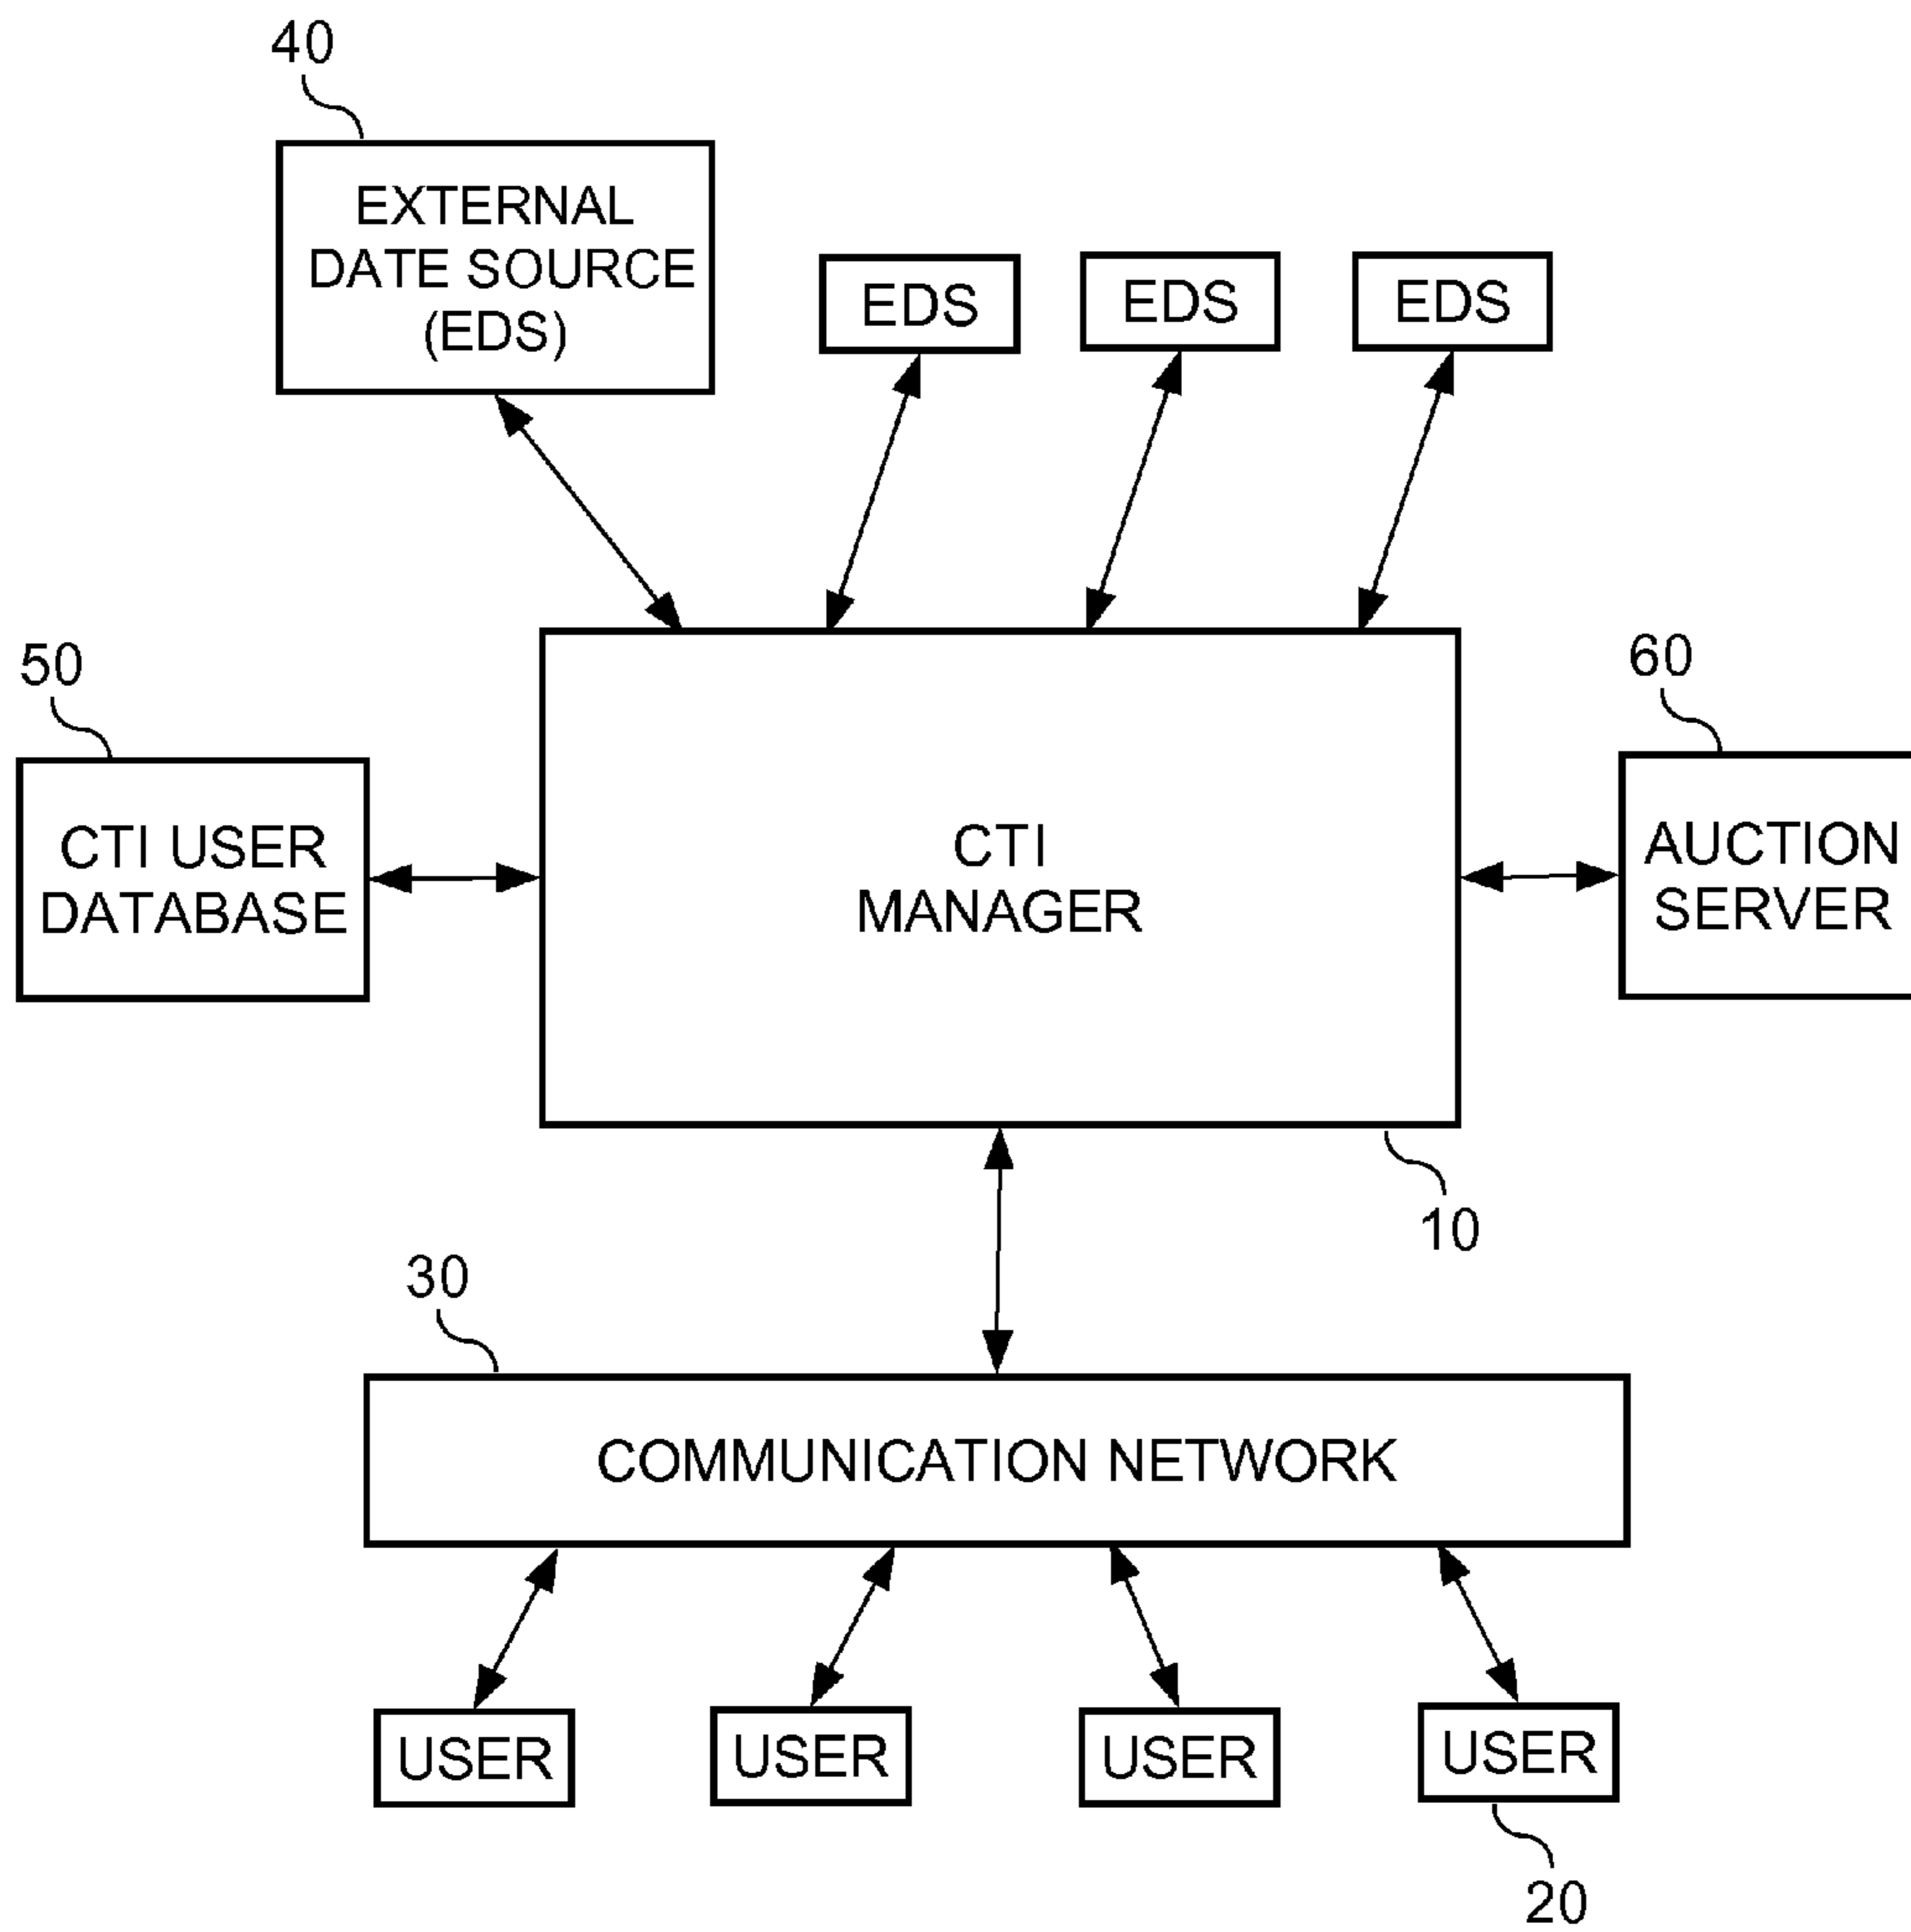 40
EXTERNAL
DATE SOURCE
(EDS)
EDS
EDS
EDS
50
60
CTI USER
DATABASE
CTI
MANAGER
AUCTION
SERVER
10
30
COMMUNICATION NETWORK
USER
USER
USER
USER
20